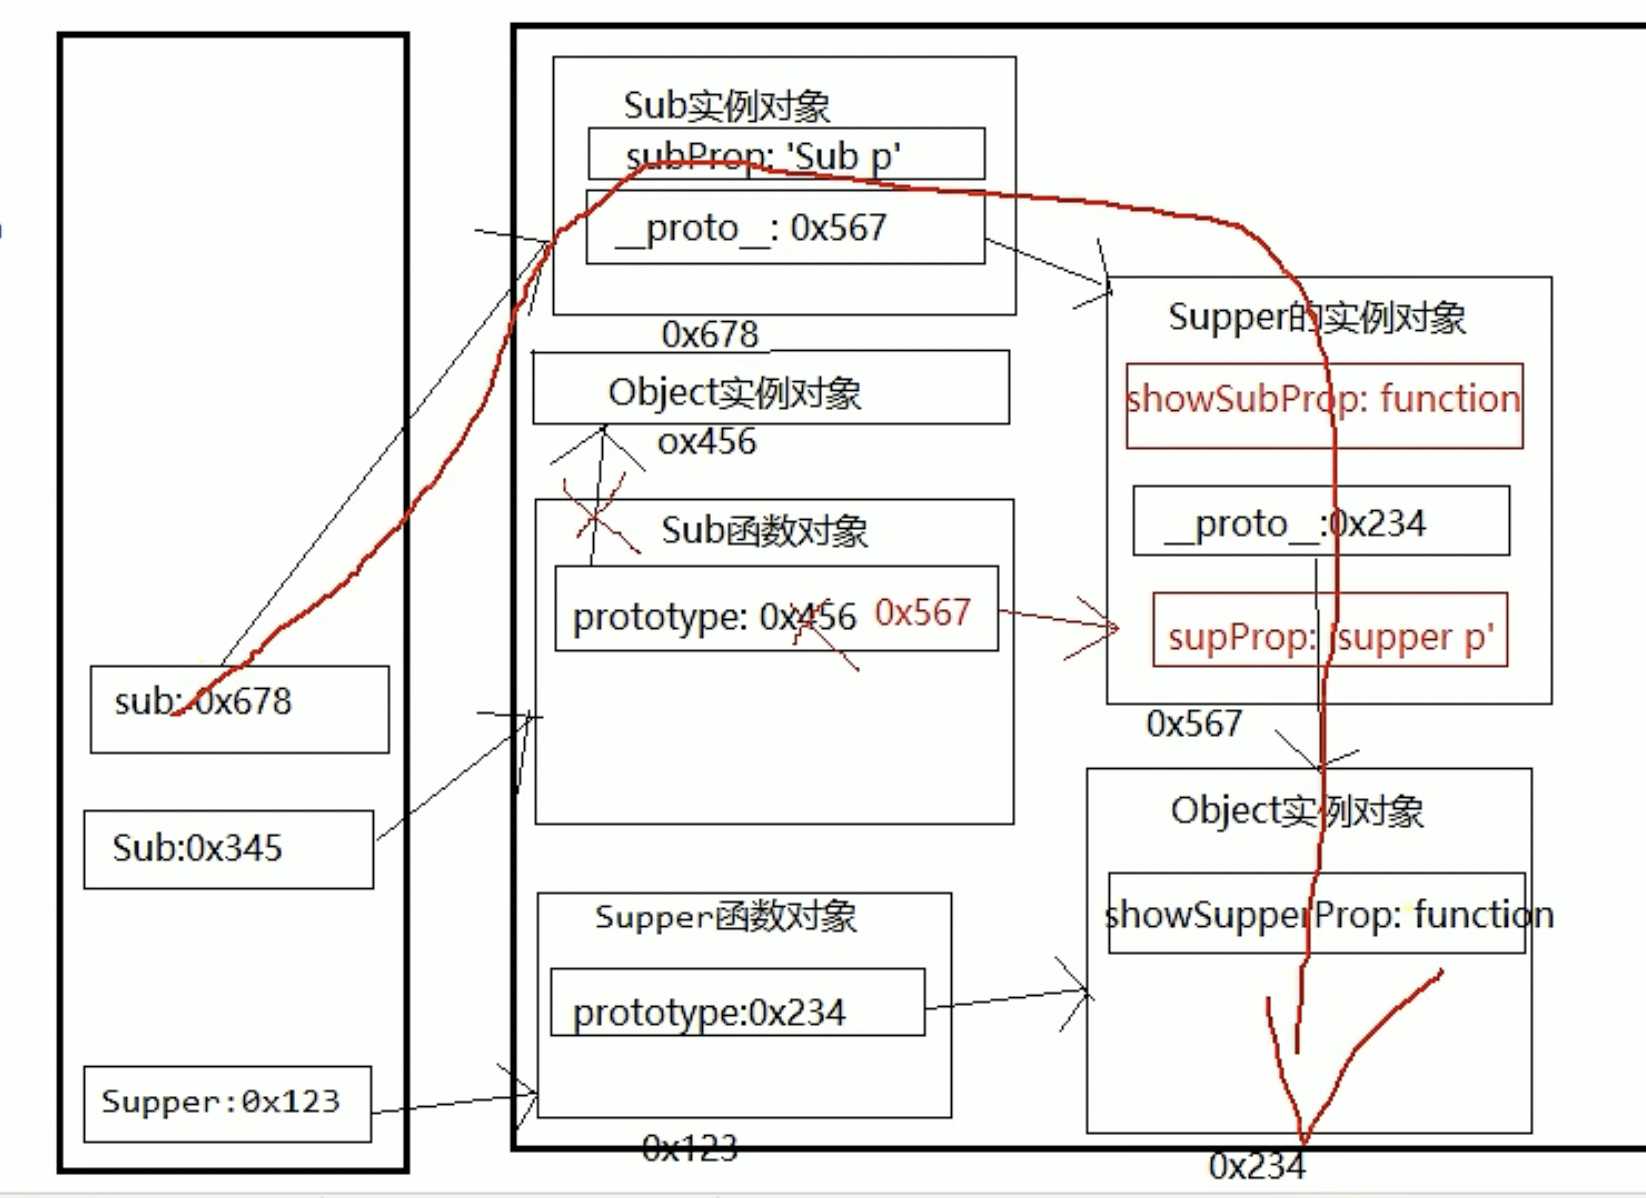 sub: 0x678
Sub:0x345
Supper:0x123
Sub实例对象
subProp: 'Sub p'
__proto__: 0x567
0x678
Object实例对象
ox456
Sub函数对象
prototype: 0x456 0x567
Supper函数对象
prototype:0x234
0x123
Supper的实例对象
showSubProp: function
__proto__:0x234
supProp: 'supper p'
0x567
Object实例对象
showSupperProp: function
0x234